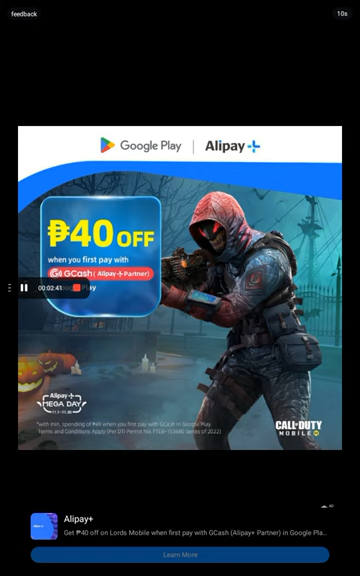 feedback
10s
Google Play | Alipay+
₱40 OFF
when you first pay with
GCash (Alipay+ Partner)
00:02:41
Play
Alipay+
MEGA DAY
*with min. spending of ₱49 when you first pay with GCash in Google Play.
Terms and Conditions Apply
CALL OF DUTY
MOBILE
AD
Alipay+
Get ₱40 off on Lords Mobile when first pay with GCash (Alipay+ Partner) in Google Pla...
Learn More